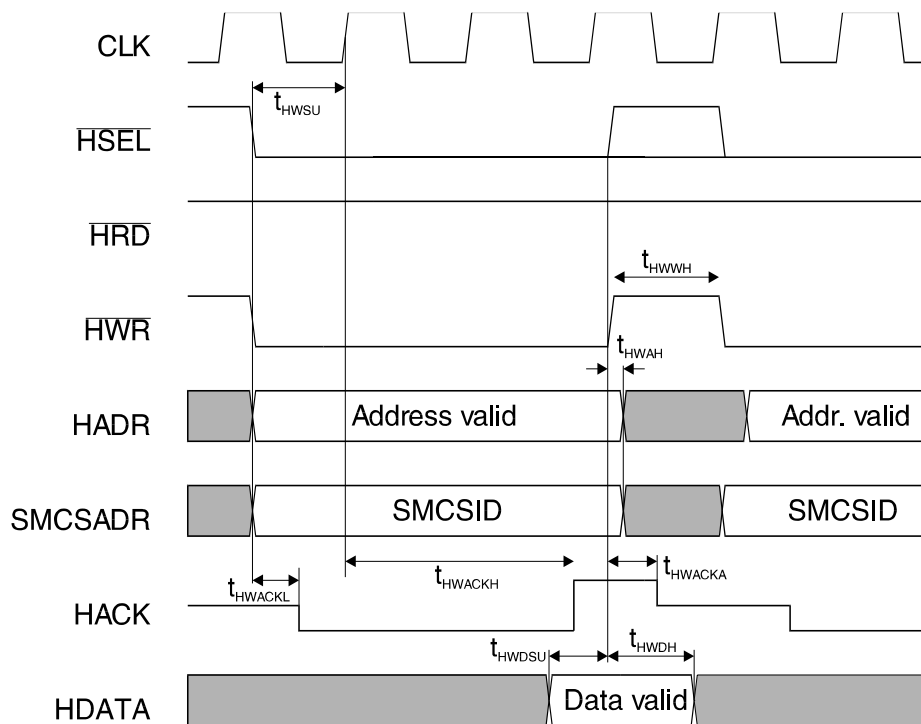 CLK
tHWSU
HSEL
HRD
tHWWH
HWR
tHWAH
HADR Address valid Addr. valid
SMCSADR SMCSID SMCSID
tHWACKL tHWACKH tHWACKA
HACK
tHWDSU tHWDH
HDATA Data valid